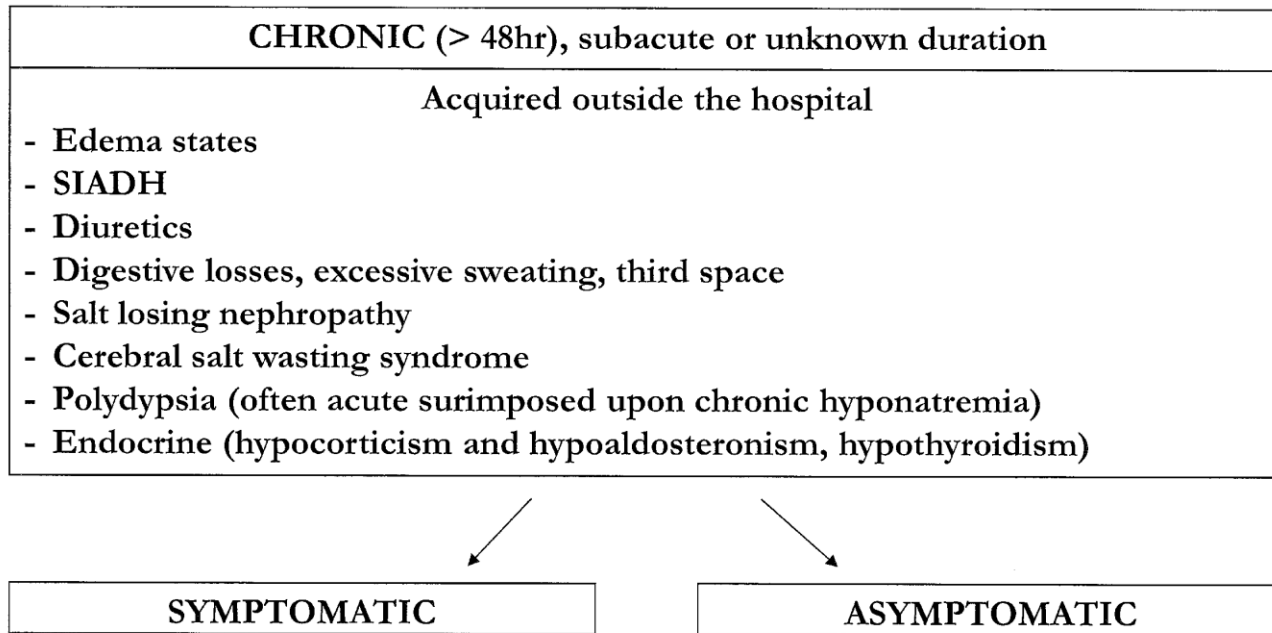 CHRONIC (> 48hr), subacute or unknown duration
Acquired outside the hospital
- Edema states
- SIADH
- Diuretics
- Digestive losses, excessive sweating, third space
- Salt losing nephropathy
- Cerebral salt wasting syndrome
- Polydypsia (often acute surimposed upon chronic hyponatremia)
- Endocrine (hypocorticism and hypoaldosteronism, hypothyroidism)
SYMPTOMATIC
ASYMPTOMATIC